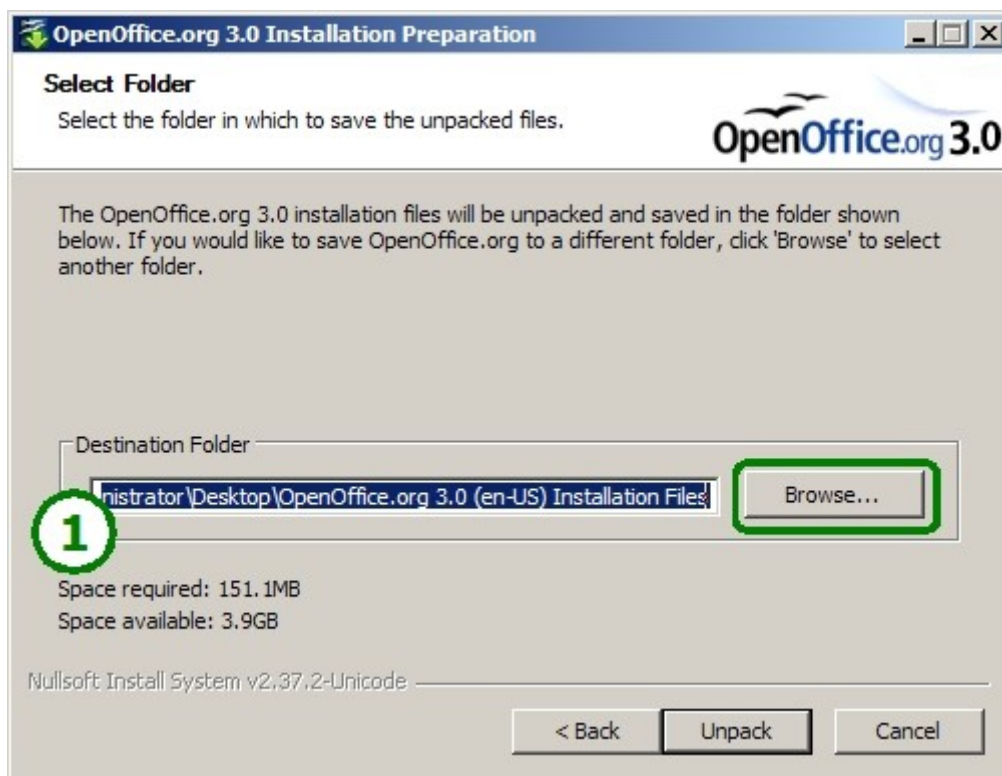 OpenOffice.org 3.0 Installation Preparation
Select Folder
Select the folder in which to save the unpacked files.
OpenOffice.org 3.0
The OpenOffice.org 3.0 installation files will be unpacked and saved in the folder shown
below. If you would like to save OpenOffice.org to a different folder, click 'Browse' to select
another folder.
Destination Folder
nistrator\Desktop\OpenOffice.org 3.0 (en-US) Installation Files
Browse...
1
Space required: 151.1MB
Space available: 3.9GB
Nullsoft Install System v2.37.2-Unicode
< Back
Unpack
Cancel